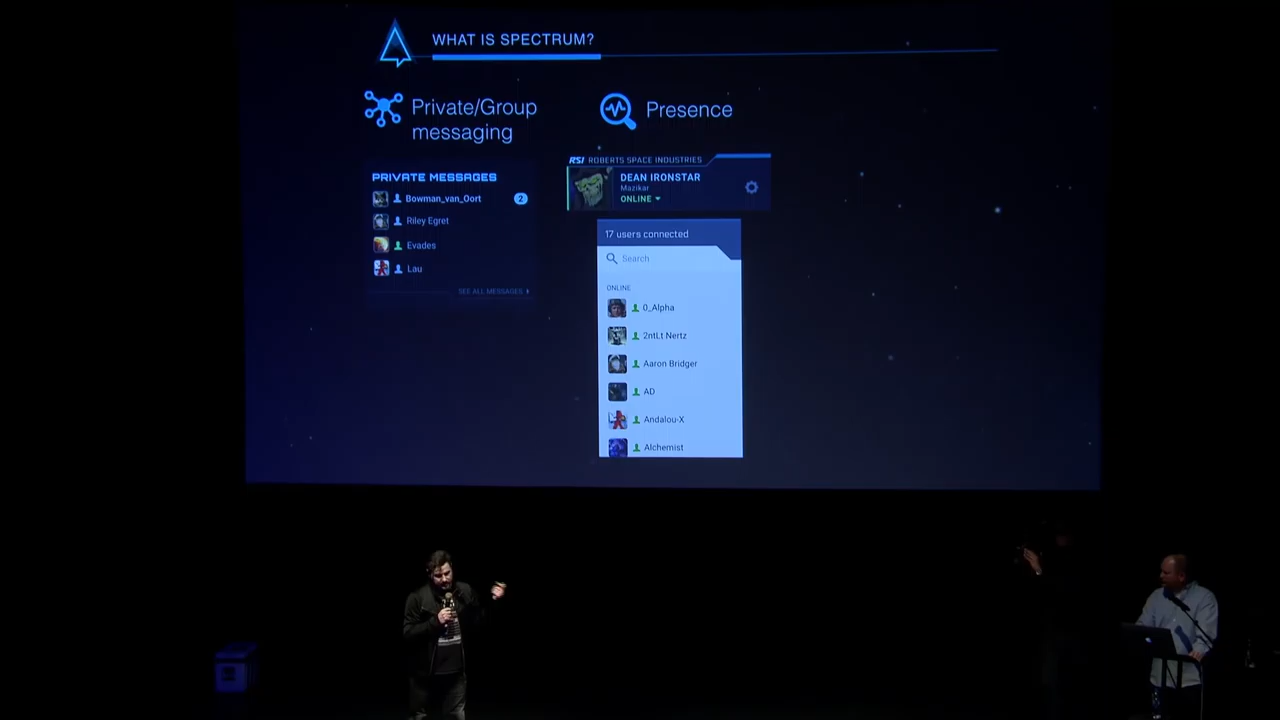 WHAT IS SPECTRUM?
Private/Group
messaging
PRIVATE MESSAGES
Bowman_van_Oort
2
Riley Egret
Evades
Lau
SEE ALL MESSAGES
Presence
RSI ROBERTS SPACE INDUSTRIES
DEAN IRONSTAR
Mazikar
ONLINE
17 users connected
Search
ONLINE
0_Alpha
2ntLt Nertz
Aaron Bridger
AD
Andalou-X
Alchemist